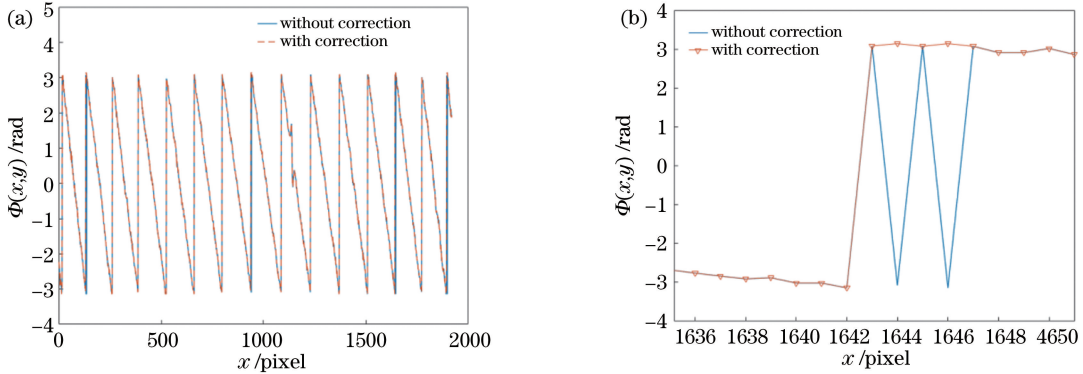 (a)
5
4
3
2
1
0
−1
−2
−3
−4
Φ(x,y) /rad
without correction
with correction
0 500 1000 1500 2000
x /pixel
(b)
4
3
2
1
0
−1
−2
−3
−4
Φ(x,y) /rad
without correction
with correction
1636 1638 1640 1642 1644 1646 1648 4650
x /pixel